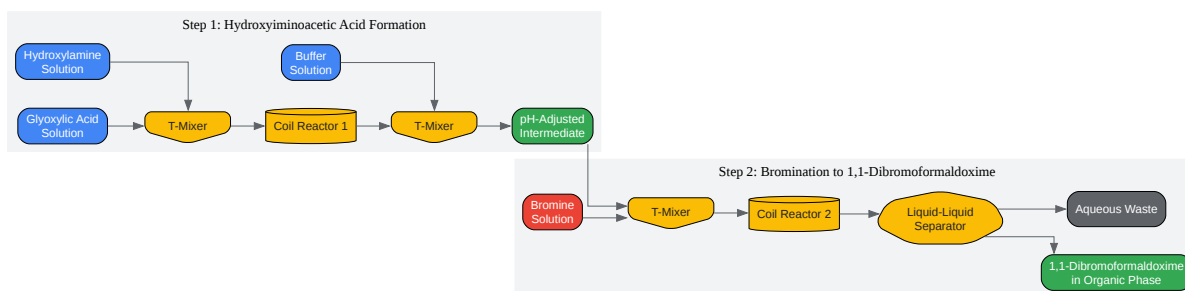 Step 1: Hydroxyiminoacetic Acid Formation
Hydroxylamine
Solution
Buffer
Solution
Glyoxylic Acid
Solution
T-Mixer
Coil Reactor 1
T-Mixer
pH-Adjusted
Intermediate
Step 2: Bromination to 1,1-Dibromoformaldoxime
Bromine
Solution
T-Mixer
Coil Reactor 2
Liquid-Liquid
Separator
Aqueous Waste
1,1-Dibromoformaldoxime
in Organic Phase